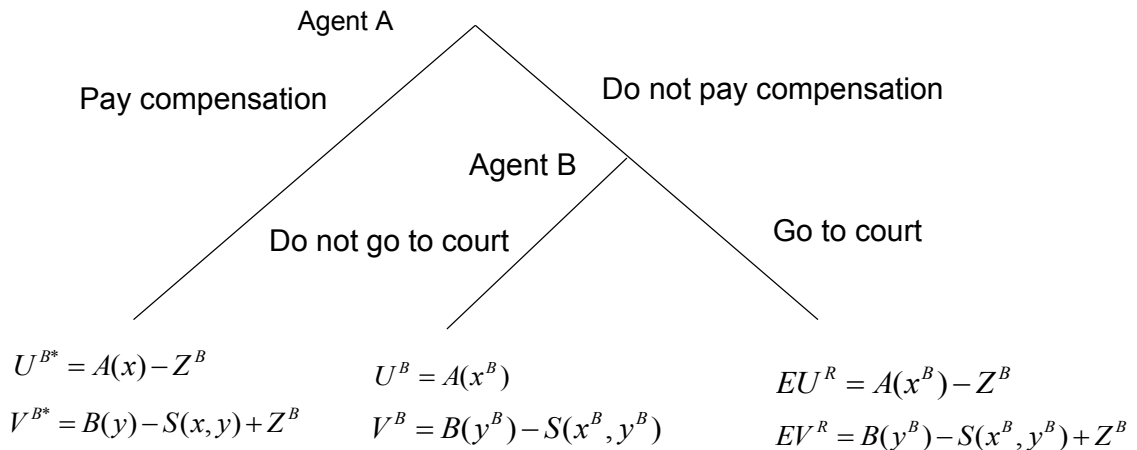 Agent A
Pay compensation
Do not pay compensation
Agent B
Do not go to court
Go to court
U^{B*} = A(x) − Z^B
V^{B*} = B(y) − S(x, y) + Z^B
U^B = A(x^B)
V^B = B(y^B) − S(x^B, y^B)
EU^R = A(x^B) − Z^B
EV^R = B(y^B) − S(x^B, y^B) + Z^B